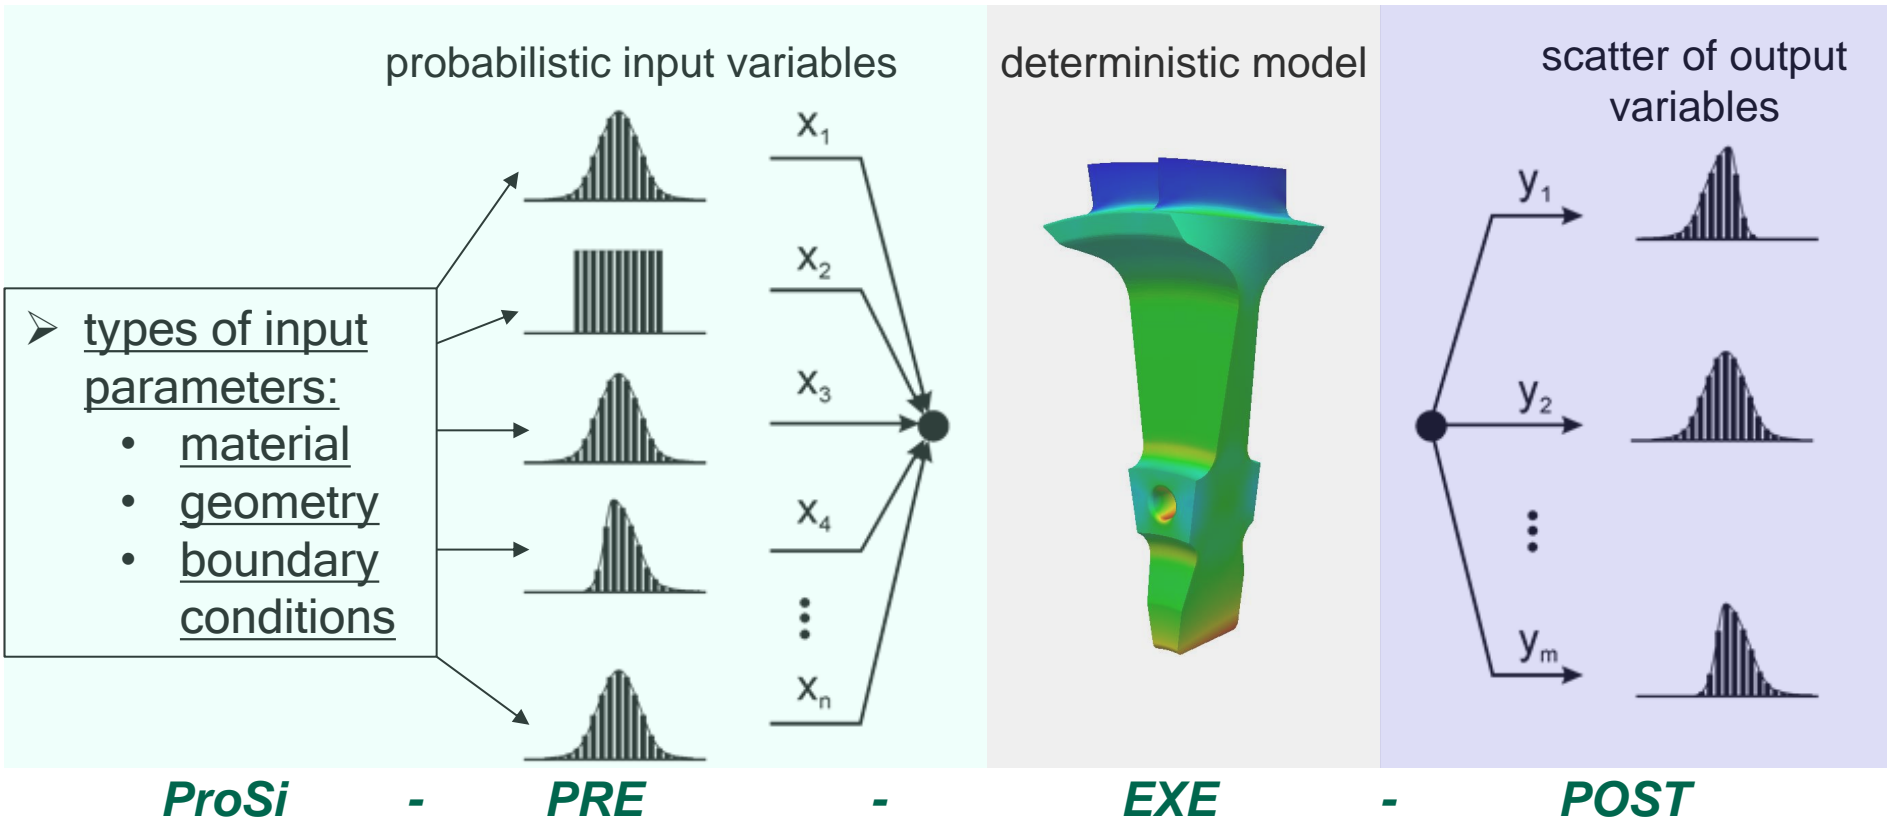 probabilistic input variables
deterministic model
scatter of output
variables
➢ types of input
parameters:
• material
• geometry
• boundary
conditions
x₁
x₂
x₃
x₄
xₙ
y₁
y₂
yₘ
ProSi - PRE - EXE - POST